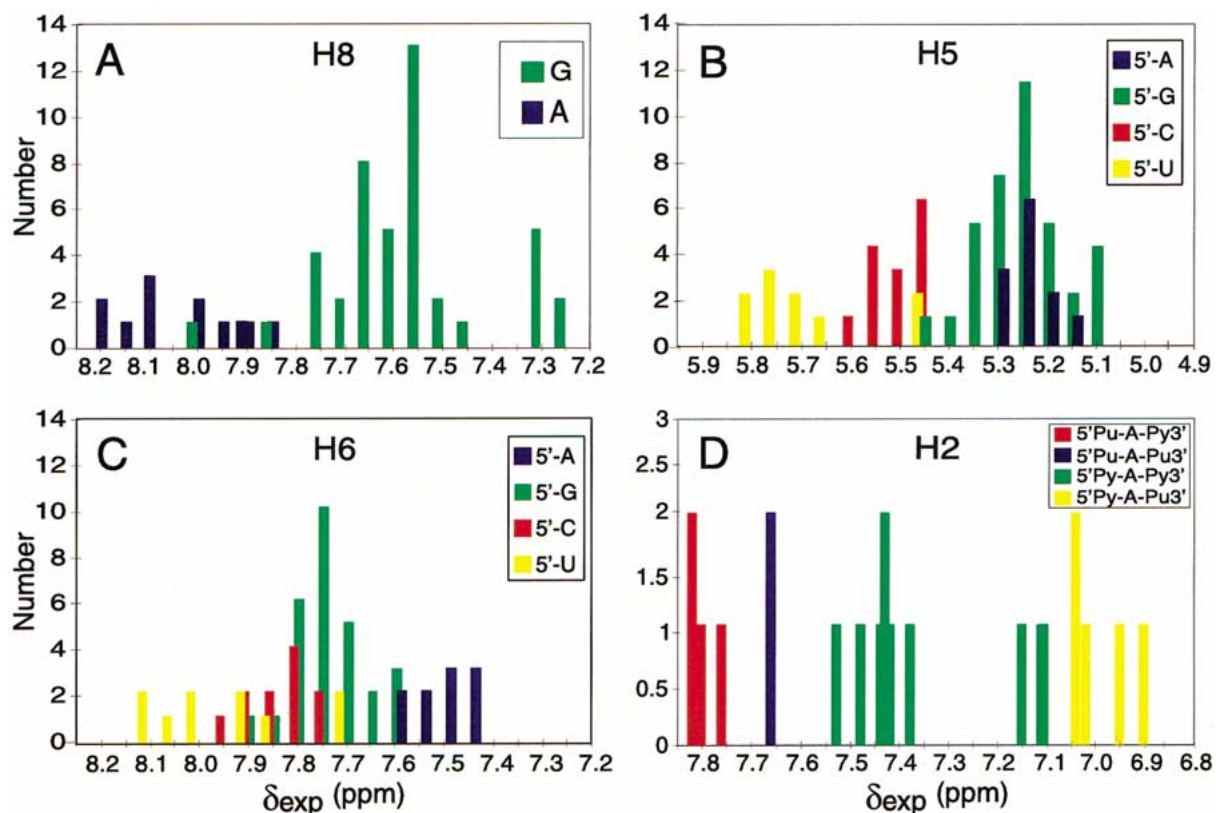 A
H8
G
A
Number
14
12
10
8
6
4
2
0
8.2 8.1 8.0 7.9 7.8 7.7 7.6 7.5 7.4 7.3 7.2
B
H5
5'-A
5'-G
5'-C
5'-U
14
12
10
8
6
4
2
0
5.9 5.8 5.7 5.6 5.5 5.4 5.3 5.2 5.1 5.0 4.9
C
H6
5'-A
5'-G
5'-C
5'-U
Number
14
12
10
8
6
4
2
0
8.2 8.1 8.0 7.9 7.8 7.7 7.6 7.5 7.4 7.3 7.2
δexp (ppm)
D
H2
5'Pu-A-Py3'
5'Pu-A-Pu3'
5'Py-A-Py3'
5'Py-A-Pu3'
3
2.5
2
1.5
1
0.5
0
7.8 7.7 7.6 7.5 7.4 7.3 7.2 7.1 7.0 6.9 6.8
δexp (ppm)